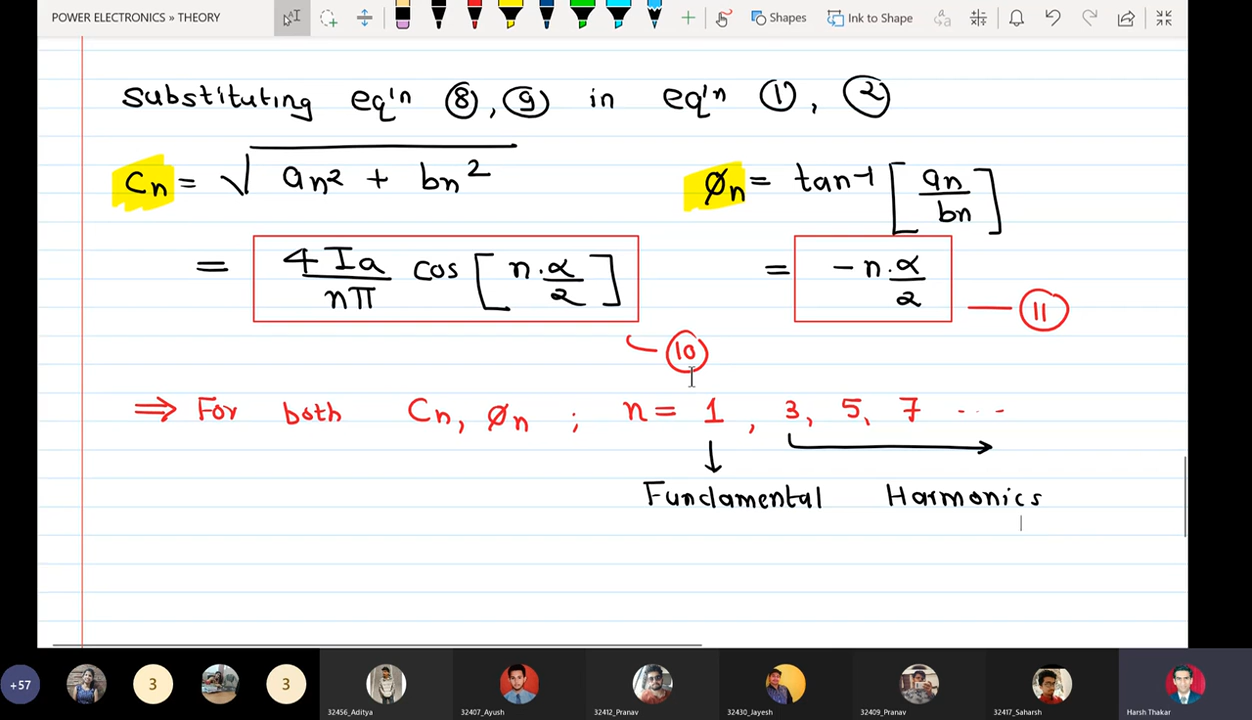 POWER ELECTRONICS » THEORY
Shapes
Ink to Shape
Substituting eq'n ⑧, ⑨ in eq'n ①, ②
Cn = √ an² + bn²
Øn = tan-1 [ an / bn ]
= 4 Ia / nπ cos [ n.α / 2 ]
= - n.α / 2
⑪
⑩
⇒ For both Cn, Øn ; n = 1, 3, 5, 7 ...
Fundamental Harmonics
+57
3
3
32456_Aditya
32407_Ayush
32412_Pranav
32430_Jayesh
32409_Pranav
32417_Saharsh
Harsh Thakar